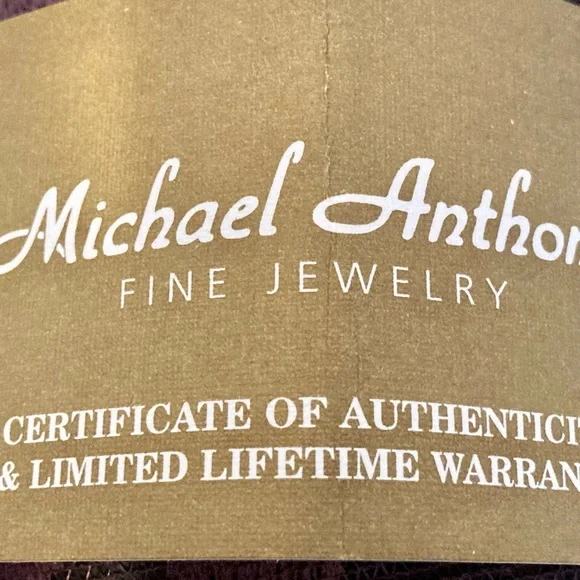 Michael Anthon
FINE JEWELRY
CERTIFICATE OF AUTHENTICI
& LIMITED LIFETIME WARRAN